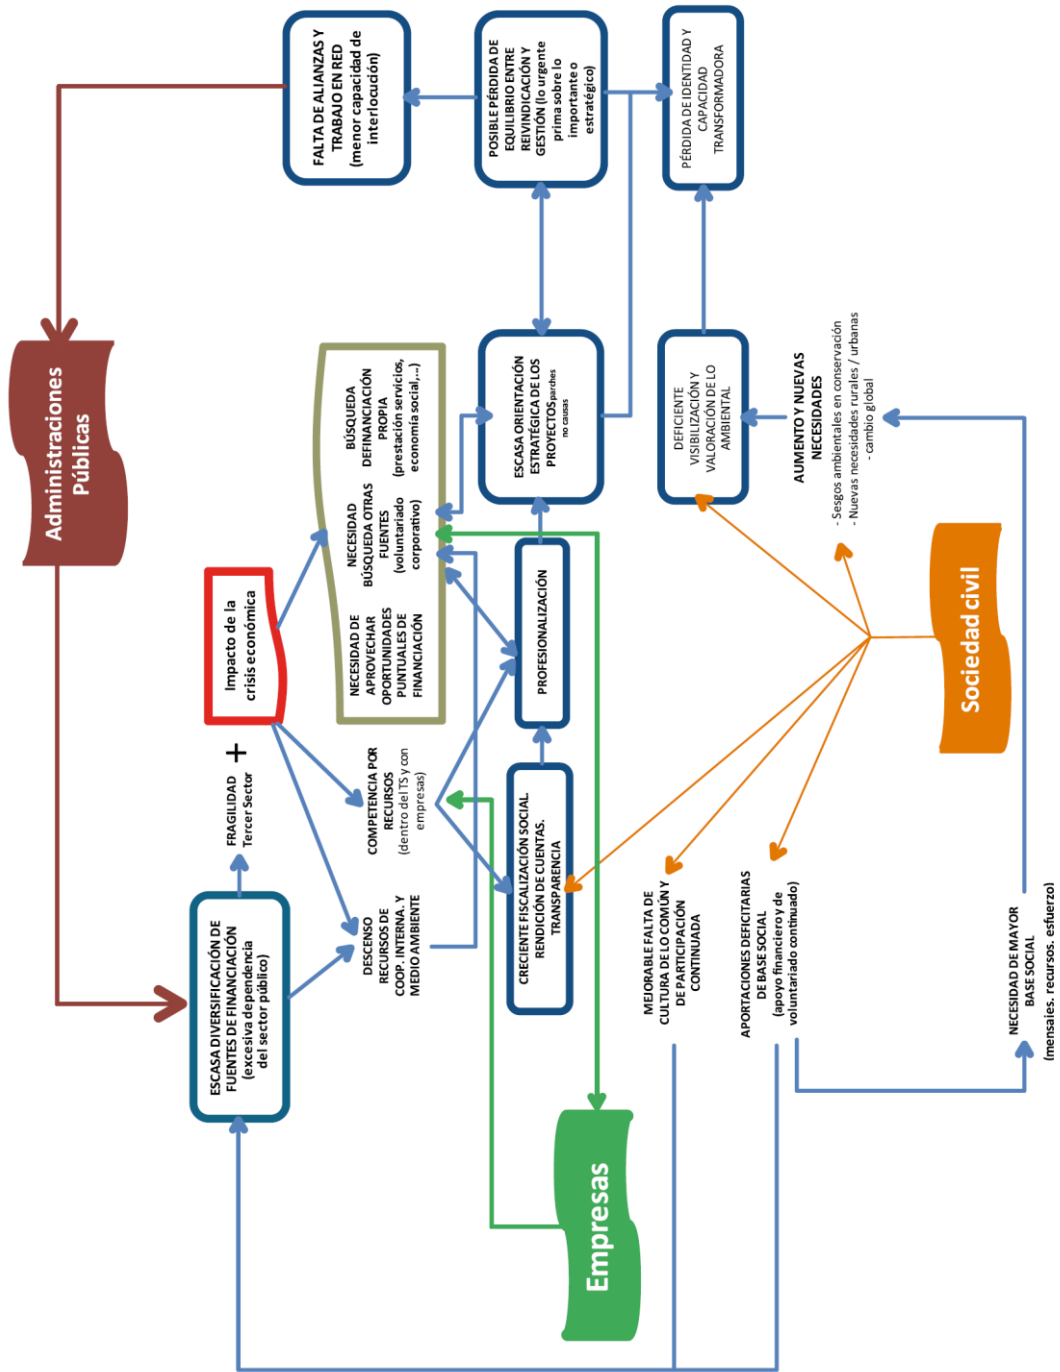 Administraciones
Públicas
ESCASA DIVERSIFICACIÓN DE
FUENTES DE FINANCIACIÓN
(excesiva dependencia
del sector público)
FRAGILIDAD
Tercer Sector
+
Impacto de la
crisis económica
FALTA DE ALIANZAS Y
TRABAJO EN RED
(menor capacidad de
interlocución)
DESCENSO
RECURSOS DE
COOP. INTERNA. Y
MEDIO AMBIENTE
COMPETENCIA POR
RECURSOS
(dentro del TS y con
empresas)
NECESIDAD DE
APROVECHAR
OPORTUNIDADES
PUNTUALES DE
FINANCIACIÓN
NECESIDAD
BÚSQUEDA OTRAS
FUENTES
(voluntariado
corporativo)
BÚSQUEDA
DEFINANCIACIÓN
PROPIA
(prestación servicios,
economía social,...)
POSIBLE PÉRDIDA DE
EQUILIBRIO ENTRE
REIVINDICACIÓN Y
GESTIÓN (lo urgente
prima sobre lo
importante o
estratégico)
CRECIENTE FISCALIZACIÓN SOCIAL.
RENDICIÓN DE CUENTAS.
TRANSPARENCIA
PROFESIONALIZACIÓN
ESCASA ORIENTACIÓN
ESTRATÉGICA DE LOS
PROYECTOS parches
no causas
PÉRDIDA DE IDENTIDAD Y
CAPACIDAD
TRANSFORMADORA
Empresas
MEJORABLE FALTA DE
CULTURA DE LO COMÚN Y
DE PARTICIPACIÓN
CONTINUADA
DEFICIENTE
VISIBILIZACIÓN Y
VALORACIÓN DE LO
AMBIENTAL
APORTACIONES DEFICITARIAS
DE BASE SOCIAL
(apoyo financiero y de
voluntariado continuado)
AUMENTO Y NUEVAS
NECESIDADES
- Sesgos ambientales en conservación
- Nuevas necesidades rurales / urbanas
- cambio global
Sociedad civil
NECESIDAD DE MAYOR
BASE SOCIAL
(mensajes, recursos, esfuerzo)